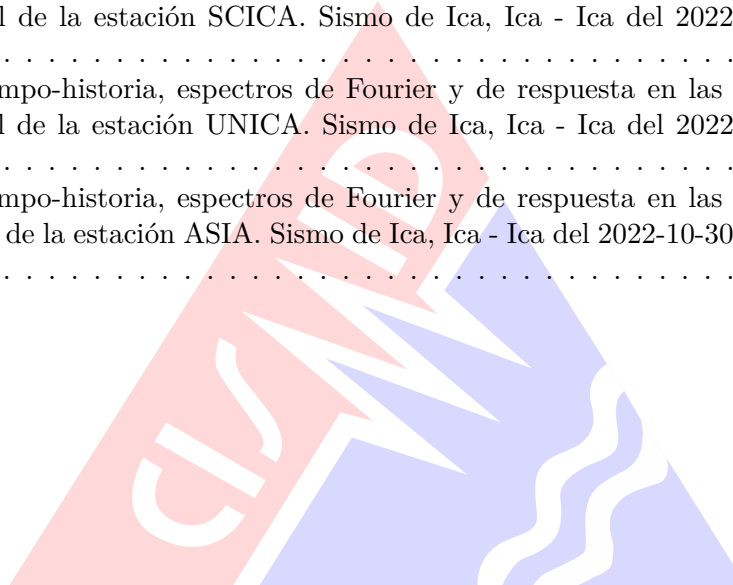 l de la estación SCICA. Sismo de Ica, Ica - Ica del 2022
. . . . . . . . . . . . . . . . . . . . . . . . . . . . . . . . .
mpo-historia, espectros de Fourier y de respuesta en las
l de la estación UNICA. Sismo de Ica, Ica - Ica del 2022
. . . . . . . . . . . . . . . . . . . . . . . . . . . . . . . . .
mpo-historia, espectros de Fourier y de respuesta en las
de la estación ASIA. Sismo de Ica, Ica - Ica del 2022-10-30
. . . . . . . . . . . . . . . . . . . . . . . . . . . . . . . . .
CISMID